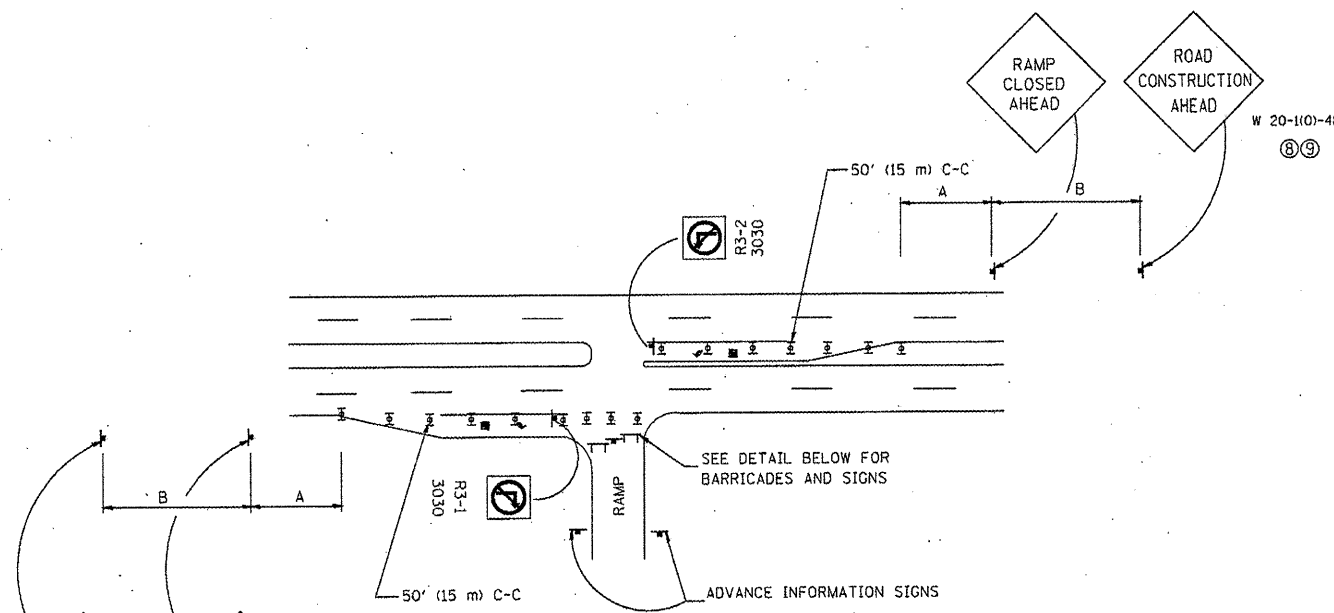 RAMP
CLOSED
AHEAD
ROAD
CONSTRUCTION
AHEAD
W 20-1(0)-48
⑧⑨
50' (15 m) C-C
A
B
R3-2
3030
SEE DETAIL BELOW FOR
BARRICADES AND SIGNS
B
A
R3-1
3030
RAMP
50' (15 m) C-C
ADVANCE INFORMATION SIGNS